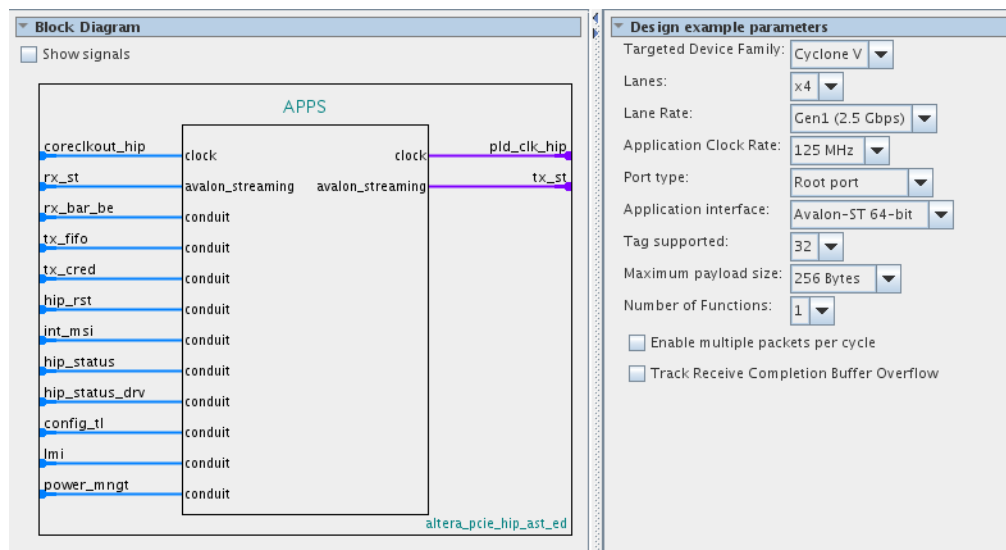 Block Diagram
Show signals
APPS
coreclkout_hip
clock
clock
pld_clk_hip
rx_st
avalon_streaming
avalon_streaming
tx_st
rx_bar_be
conduit
tx_fifo
conduit
tx_cred
conduit
hip_rst
conduit
int_msi
conduit
hip_status
conduit
hip_status_drv
conduit
config_tl
conduit
lmi
conduit
power_mngt
conduit
altera_pcie_hip_ast_ed
Design example parameters
Targeted Device Family: Cyclone V
Lanes: x4
Lane Rate: Gen1 (2.5 Gbps)
Application Clock Rate: 125 MHz
Port type: Root port
Application interface: Avalon-ST 64-bit
Tag supported: 32
Maximum payload size: 256 Bytes
Number of Functions: 1
Enable multiple packets per cycle
Track Receive Completion Buffer Overflow